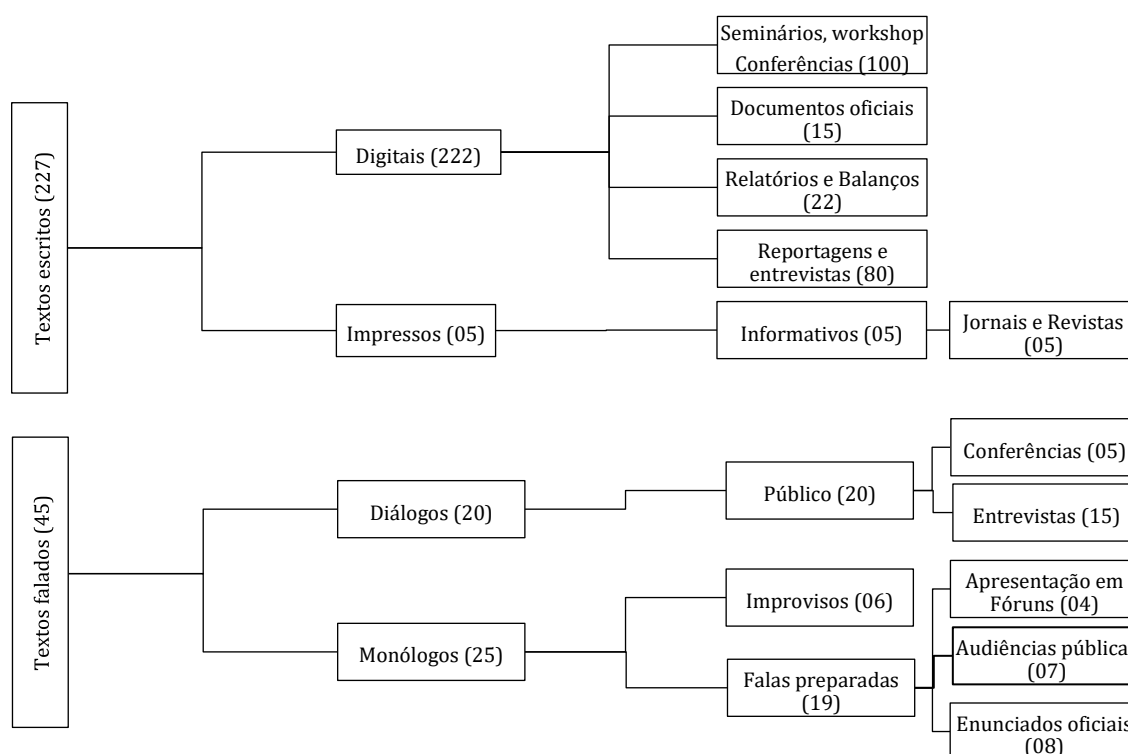 Textos escritos (227)
Digitais (222)
Seminários, workshop
Conferências (100)
Documentos oficiais
(15)
Relatórios e Balanços
(22)
Reportagens e
entrevistas (80)
Impressos (05)
Informativos (05)
Jornais e Revistas
(05)
Textos falados (45)
Diálogos (20)
Público (20)
Conferências (05)
Entrevistas (15)
Monólogos (25)
Improvisos (06)
Falas preparadas
(19)
Apresentação em
Fóruns (04)
Audiências pública
(07)
Enunciados oficiais
(08)